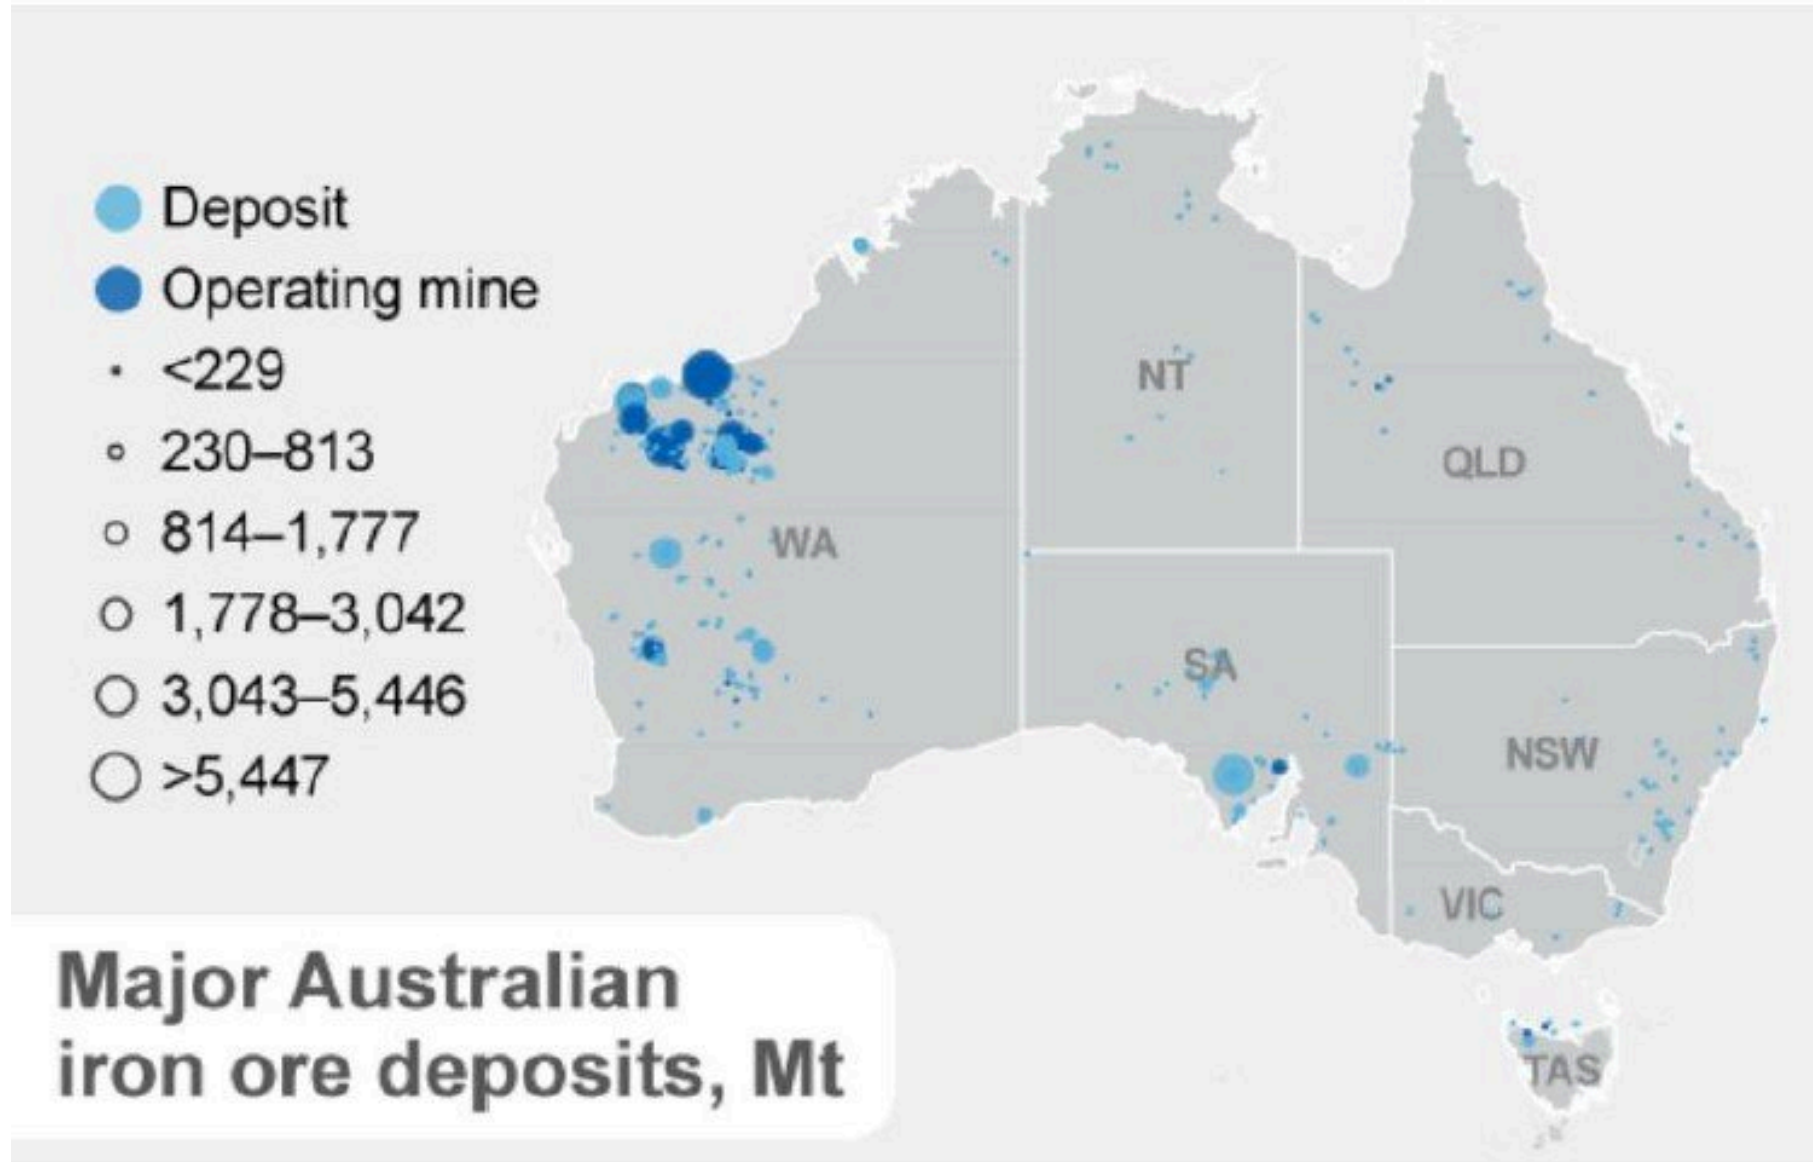 Deposit
Operating mine
<229
230–813
814–1,777
1,778–3,042
3,043–5,446
>5,447
NT
QLD
WA
SA
NSW
VIC
TAS
Major Australian
iron ore deposits, Mt